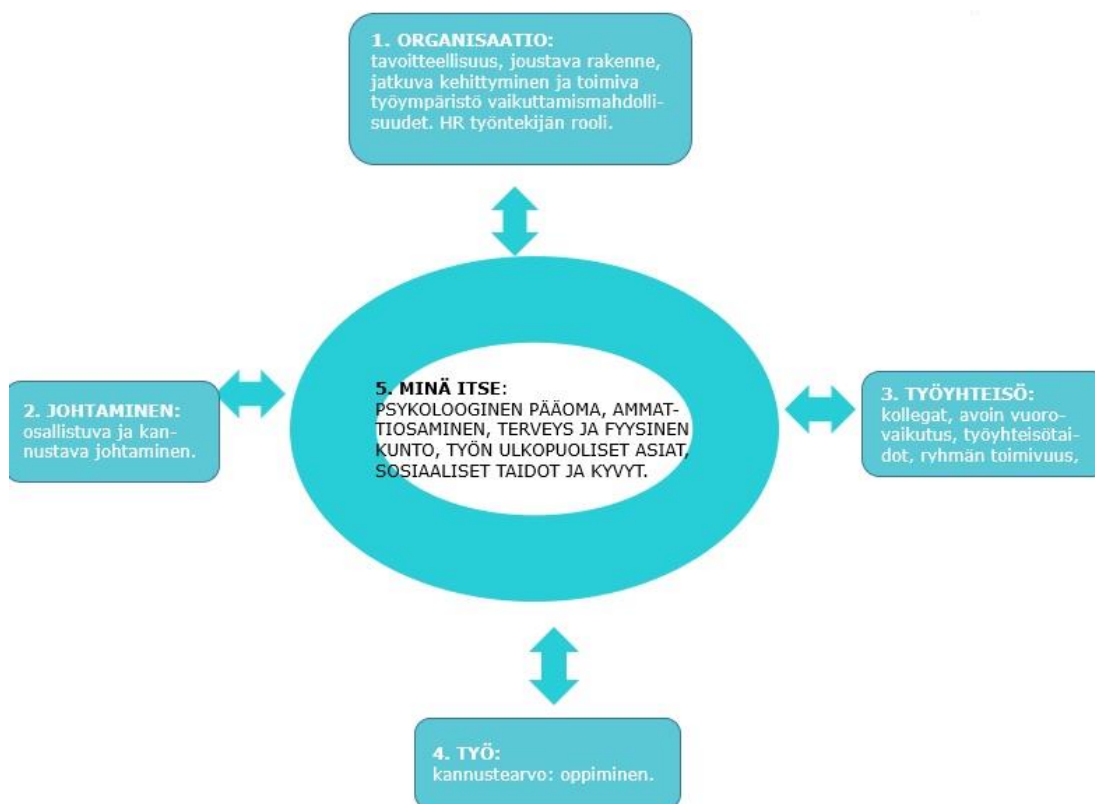 1. ORGANISAATIO:
tavoitteellisuus, joustava rakenne,
jatkuva kehittyminen ja toimiva
työympäristö vaikuttamismahdolli-
suudet. HR työntekijän rooli.
2. JOHTAMINEN:
osallistuva ja kan-
nustava johtaminen.
5. MINÄ ITSE:
PSYKOLOOGINEN PÄÄOMA, AMMAT-
TIOSAMINEN, TERVEYS JA FYYSINEN
KUNTO, TYÖN ULKOPUOLISET ASIAT,
SOSIAALISET TAIDOT JA KYVYT.
3. TYÖYHTEISÖ:
kollegat, avoin vuoro-
vaikutus, työyhteisötai-
dot, ryhmän toimivuus,
4. TYÖ:
kannustearvo: oppiminen.